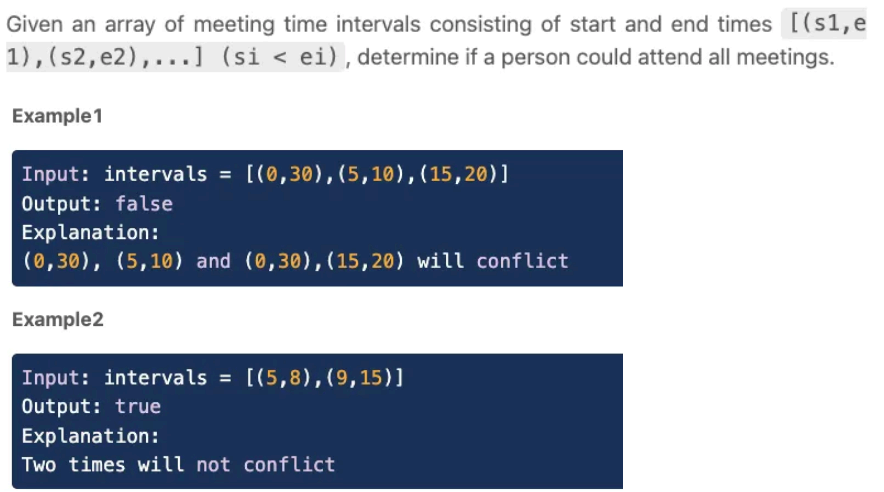 Given an array of meeting time intervals consisting of start and end times [(s1,e
1),(s2,e2),...] (si < ei), determine if a person could attend all meetings.
Example1
Input: intervals = [(0,30),(5,10),(15,20)]
Output: false
Explanation:
(0,30), (5,10) and (0,30),(15,20) will conflict
Example2
Input: intervals = [(5,8),(9,15)]
Output: true
Explanation:
Two times will not conflict